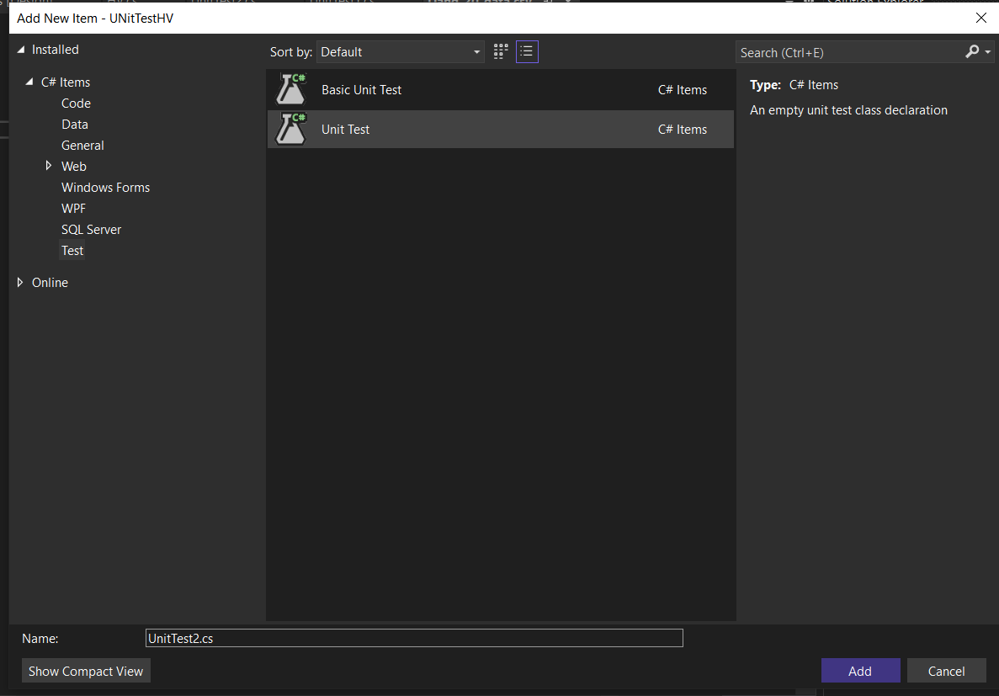 Add New Item - UNitTestHV
Installed
C# Items
Code
Data
General
Web
Windows Forms
WPF
SQL Server
Test
Online
Sort by: Default
C# Basic Unit Test C# Items
C# Unit Test C# Items
Search (Ctrl+E)
Type: C# Items
An empty unit test class declaration
Name: UnitTest2.cs
Show Compact View
Add Cancel